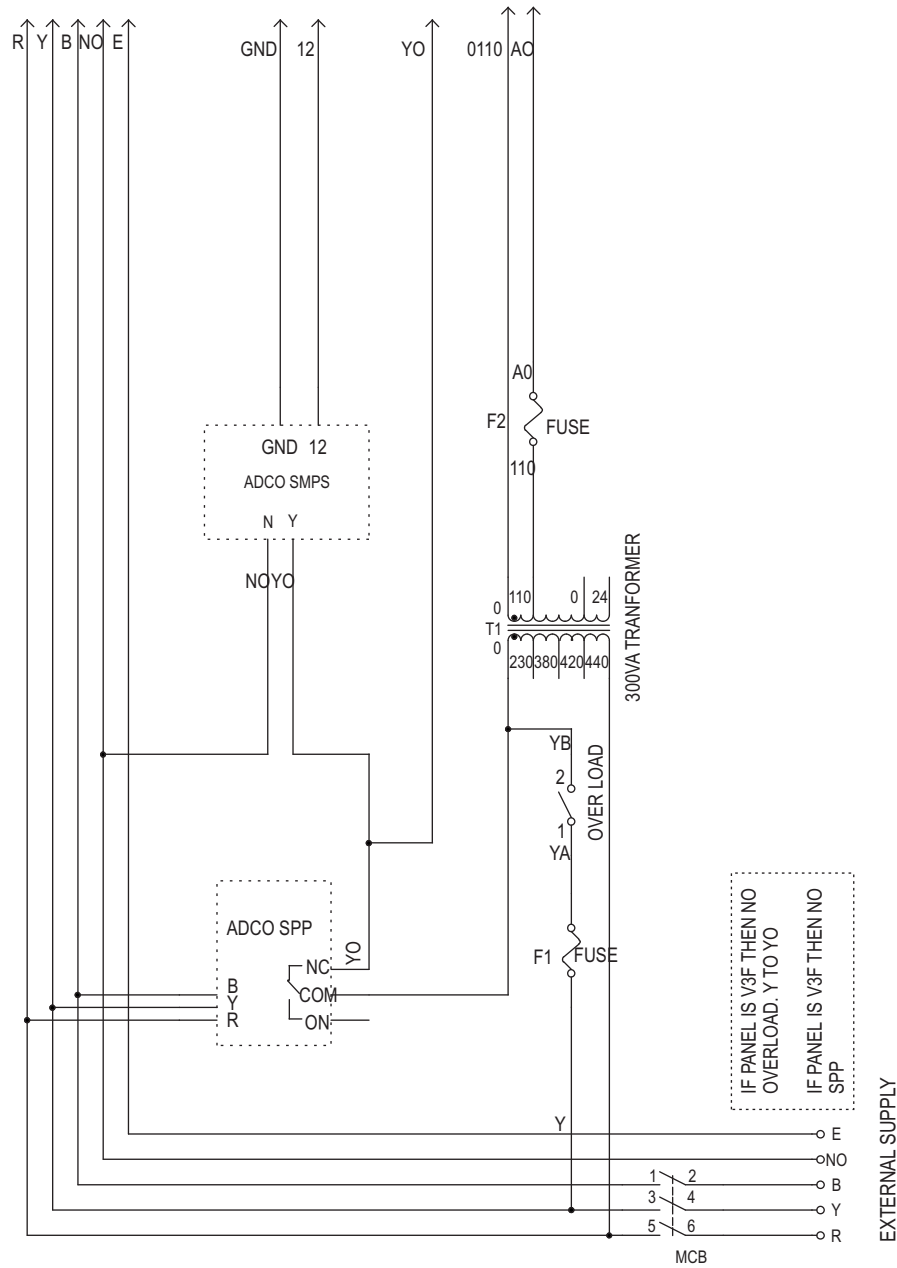 R Y B NO E GND 12 YO 0110 AO
A0
F2 FUSE
110
GND 12
ADCO SMPS
N Y
NO YO
0 110 0 24
T1
0
230 380 420 440
300VA TRANFORMER
YB
2
OVER LOAD
1
YA
ADCO SPP
YO
NC
F1 FUSE
B
Y COM
R ON
IF PANEL IS V3F THEN NO
OVERLOAD. Y TO YO
IF PANEL IS V3F THEN NO
SPP
Y
E
NO
1 2 B
3 4 Y
5 6 R
MCB
EXTERNAL SUPPLY